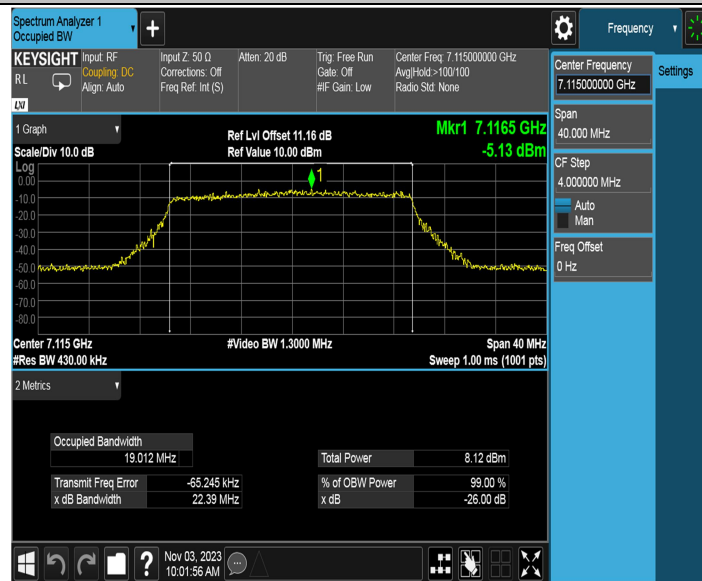 Spectrum Analyzer 1
Occupied BW
Frequency
KEYSIGHT
RL
LXI
Input: RF
Coupling: DC
Align: Auto
Input Z: 50 Ω
Corrections: Off
Freq Ref: Int (S)
Atten: 20 dB
Trig: Free Run
Gate: Off
#IF Gain: Low
Center Freq: 7.115000000 GHz
Avg|Hold:>100/100
Radio Std: None
Center Frequency
7.115000000 GHz
Settings
Span
40.000 MHz
CF Step
4.000000 MHz
Auto
Man
Freq Offset
0 Hz
1 Graph
Scale/Div 10.0 dB
Ref Lvl Offset 11.16 dB
Ref Value 10.00 dBm
Mkr1 7.1165 GHz
-5.13 dBm
Log
0.00
-10.0
-20.0
-30.0
-40.0
-50.0
-60.0
-70.0
-80.0
1
Center 7.115 GHz
#Res BW 430.00 kHz
#Video BW 1.3000 MHz
Span 40 MHz
Sweep 1.00 ms (1001 pts)
2 Metrics
Occupied Bandwidth
19.012 MHz
Transmit Freq Error -65.245 kHz
x dB Bandwidth 22.39 MHz
Total Power 8.12 dBm
% of OBW Power 99.00 %
x dB -26.00 dB
?
Nov 03, 2023
10:01:56 AM